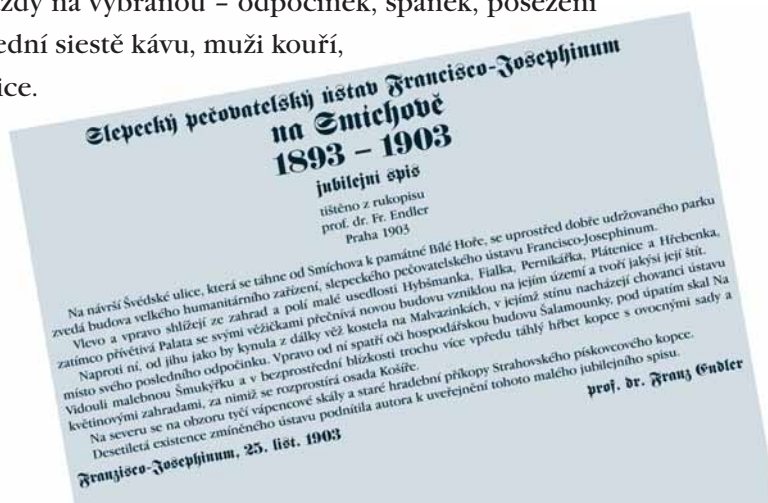 vždy na vybranou – odpočinek, spánek, posezení
ední siestě kávu, muži kouří,
ice.
Slepecký pečovatelský ústav Francisco-Josephinum
na Smíchově
1893 – 1903
jubilejní spis
tištěno z rukopisu
prof. dr. Fr. Endler
Praha 1903
Na návrší Švédské ulice, která se táhne od Smíchova k památné Bílé Hoře, se uprostřed dobře udržovaného parku
zvedá budova velkého humanitárního zařízení, slepeckého pečovatelského ústavu Francisco-Josephinum.
Vlevo a vpravo shlížejí ze zahrad a polí malé usedlosti Hybšmanka, Fialka, Perníkářka, Plátenice a Hřebenka,
zatímco přívětivá Palata se svými věžičkami přečnívá novou budovu vzniklou na jejím území a tvoří jakýsi její štít.
Naproti ní, od jihu jako by kynula z dálky věž kostela na Malvazinkách, v jejímž stínu nacházejí chovanci ústavu
místo svého posledního odpočinku. Vpravo od ní spatří oči hospodářskou budovu Šalamounky, pod úpatím skal Na
Vidouli malebnou Šmukýřku a v bezprostřední blízkosti trochu více vpředu táhlý hřbet kopce s ovocnými sady a
květinovými zahradami, za nimiž se rozprostírá osada Košíře.
Na severu se na obzoru tyčí vápencové skály a staré hradební příkopy Strahovského pískovcového kopce.
Desetiletá existence zmíněného ústavu podnítila autora k uveřejnění tohoto malého jubilejního spisu.
prof. dr. Franz Endler
Franzisco-Josephinum, 25. list. 1903